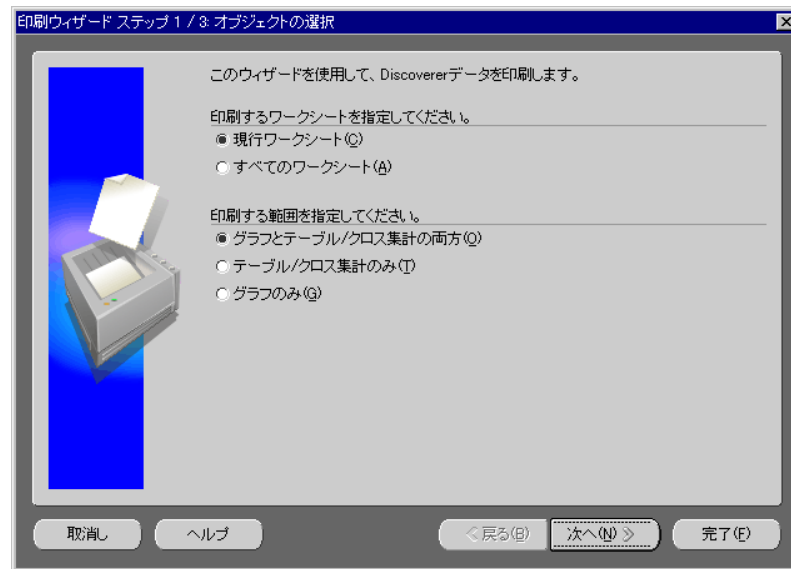 印刷ウィザード ステップ 1 / 3: オブジェクトの選択
このウィザードを使用して、Discovererデータを印刷します。
印刷するワークシートを指定してください。
現行ワークシート(C)
すべてのワークシート(A)
印刷する範囲を指定してください。
グラフとテーブル/クロス集計の両方(O)
テーブル/クロス集計のみ(T)
グラフのみ(G)
取消し ヘルプ 戻る(B) 次へ(N) 完了(F)